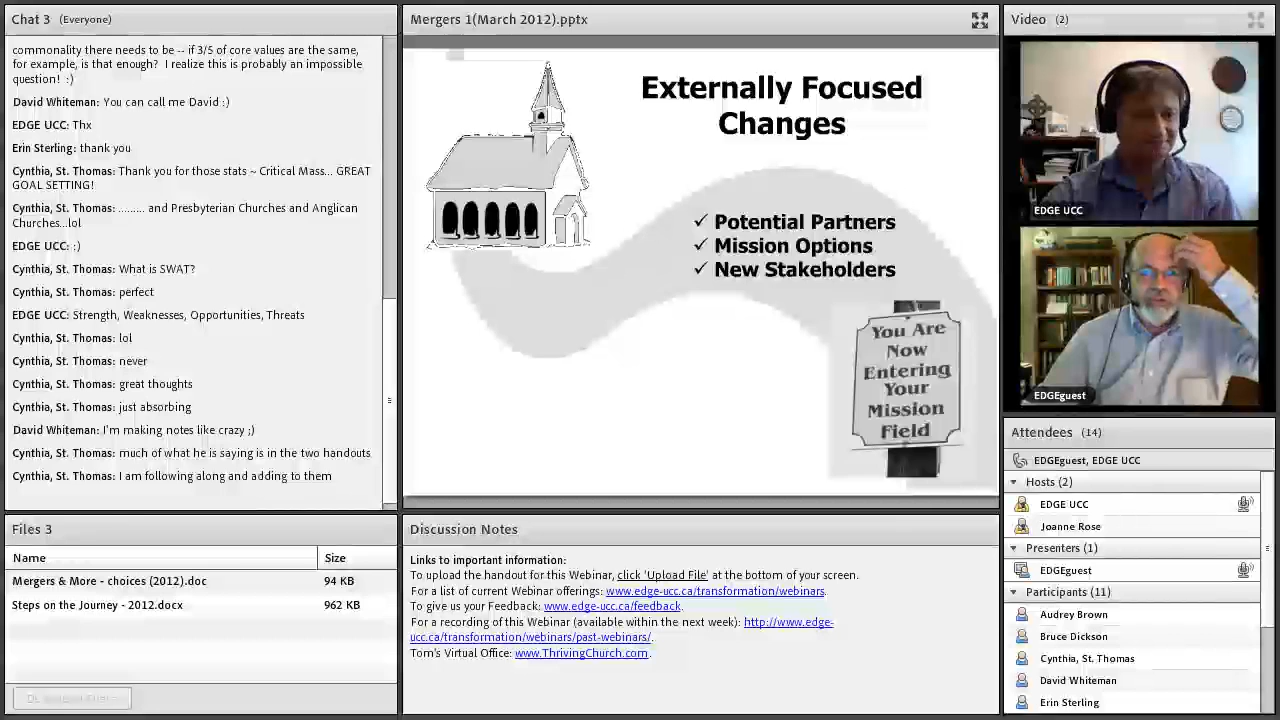 Chat 3 (Everyone)
commonality there needs to be -- if 3/5 of core values are the same,
for example, is that enough? I realize this is probably an impossible
question! :)
David Whiteman: You can call me David :)
EDGE UCC: Thx
Erin Sterling: thank you
Cynthia, St. Thomas: Thank you for those stats ~ Critical Mass... GREAT
GOAL SETTING!
Cynthia, St. Thomas: ......... and Presbyterian Churches and Anglican
Churches...lol
EDGE UCC: :)
Cynthia, St. Thomas: What is SWAT?
Cynthia, St. Thomas: perfect
EDGE UCC: Strength, Weaknesses, Opportunities, Threats
Cynthia, St. Thomas: lol
Cynthia, St. Thomas: never
Cynthia, St. Thomas: great thoughts
Cynthia, St. Thomas: just absorbing
David Whiteman: I'm making notes like crazy ;)
Cynthia, St. Thomas: much of what he is saying is in the two handouts
Cynthia, St. Thomas: I am following along and adding to them
Files 3
Name Size
Mergers & More - choices (2012).doc 94 KB
Steps on the Journey - 2012.docx 962 KB
Mergers 1(March 2012).pptx
Externally Focused
Changes
✓ Potential Partners
✓ Mission Options
✓ New Stakeholders
You Are
Now
Entering
Your
Mission
Field
Discussion Notes
Links to important information:
To upload the handout for this Webinar, click 'Upload File' at the bottom of your screen.
For a list of current Webinar offerings: www.edge-ucc.ca/transformation/webinars.
To give us your Feedback: www.edge-ucc.ca/feedback.
For a recording of this Webinar (available within the next week): http://www.edge-
ucc.ca/transformation/webinars/past-webinars/.
Tom's Virtual Office: www.ThrivingChurch.com.
Video (2)
EDGE UCC
EDGEguest
Attendees (14)
EDGEguest, EDGE UCC
Hosts (2)
EDGE UCC
Joanne Rose
Presenters (1)
EDGEguest
Participants (11)
Audrey Brown
Bruce Dickson
Cynthia, St. Thomas
David Whiteman
Erin Sterling